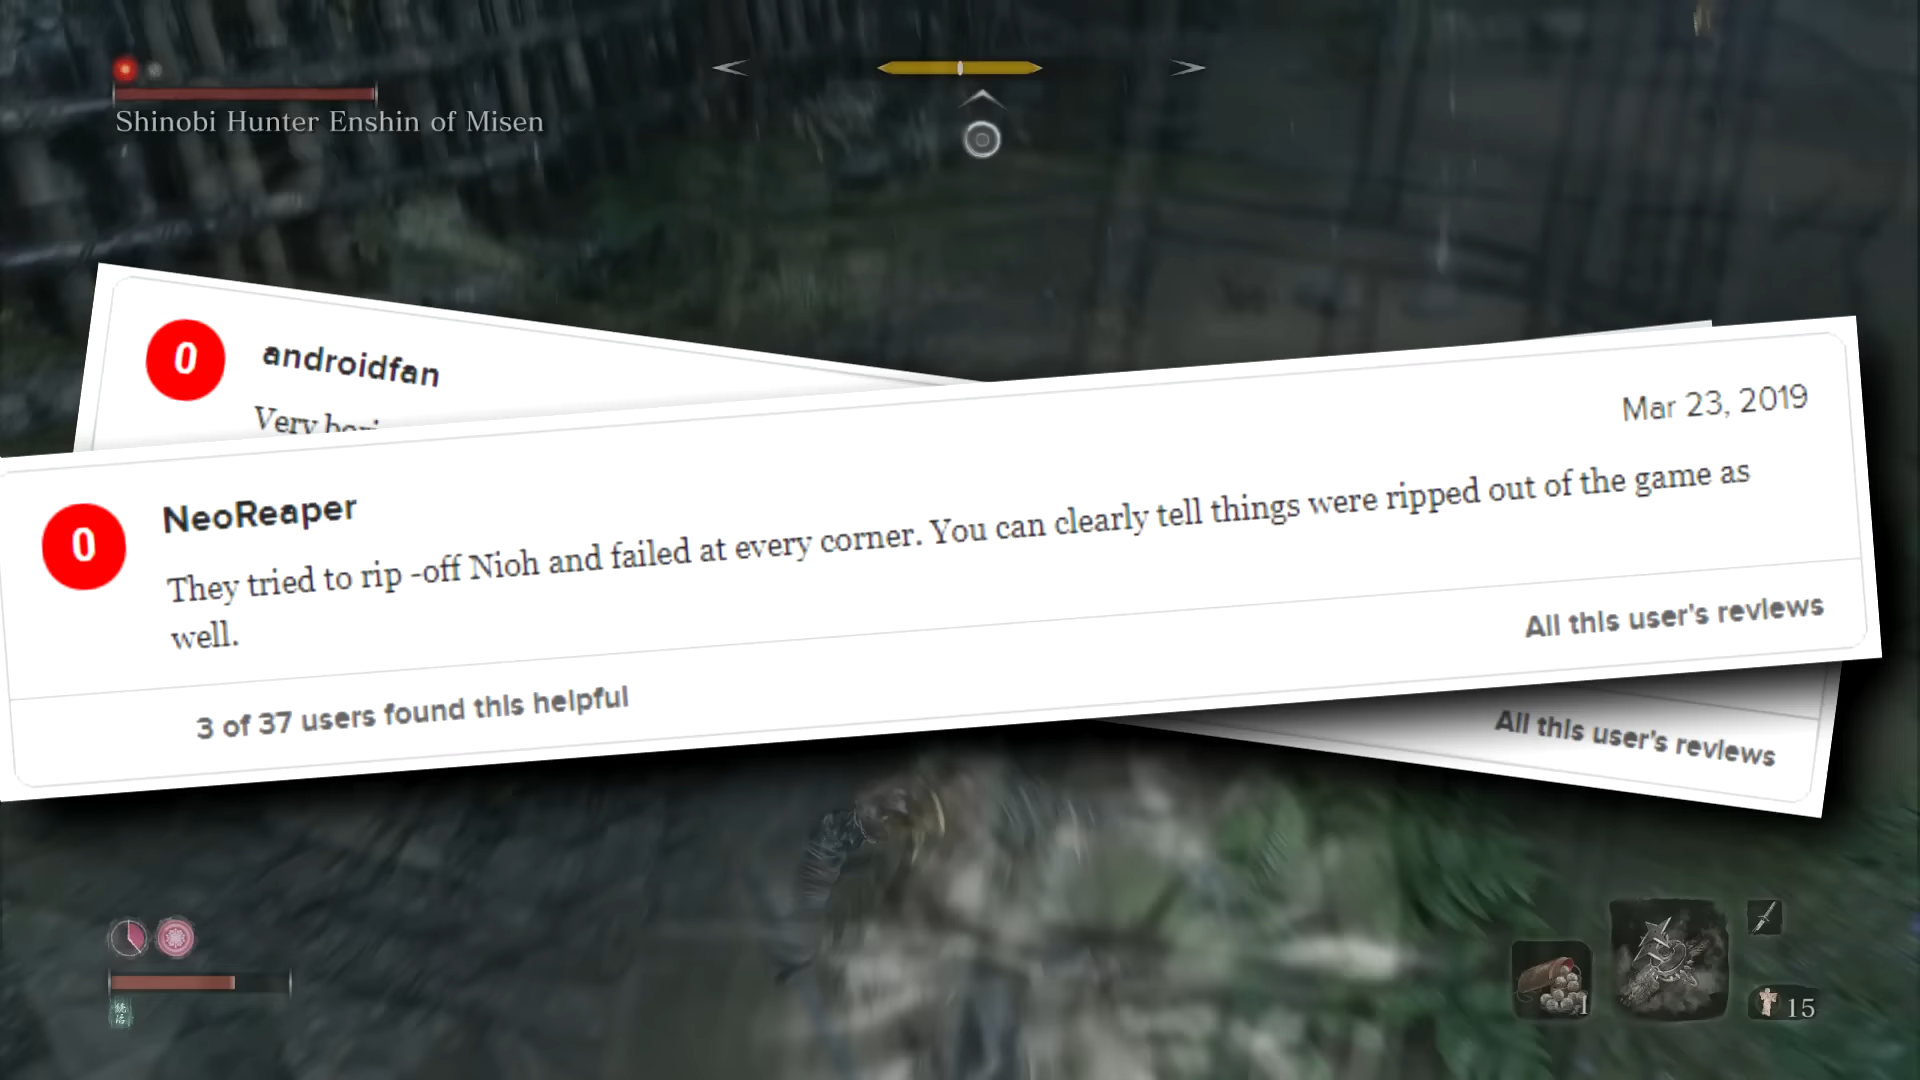 Shinobi Hunter Enshin of Misen
0
androidfan
Very
Mar 23, 2019
0
NeoReaper
They tried to rip -off Nioh and failed at every corner. You can clearly tell things were ripped out of the game as
well.
All this user's reviews
3 of 37 users found this helpful
All this user's reviews
1
15